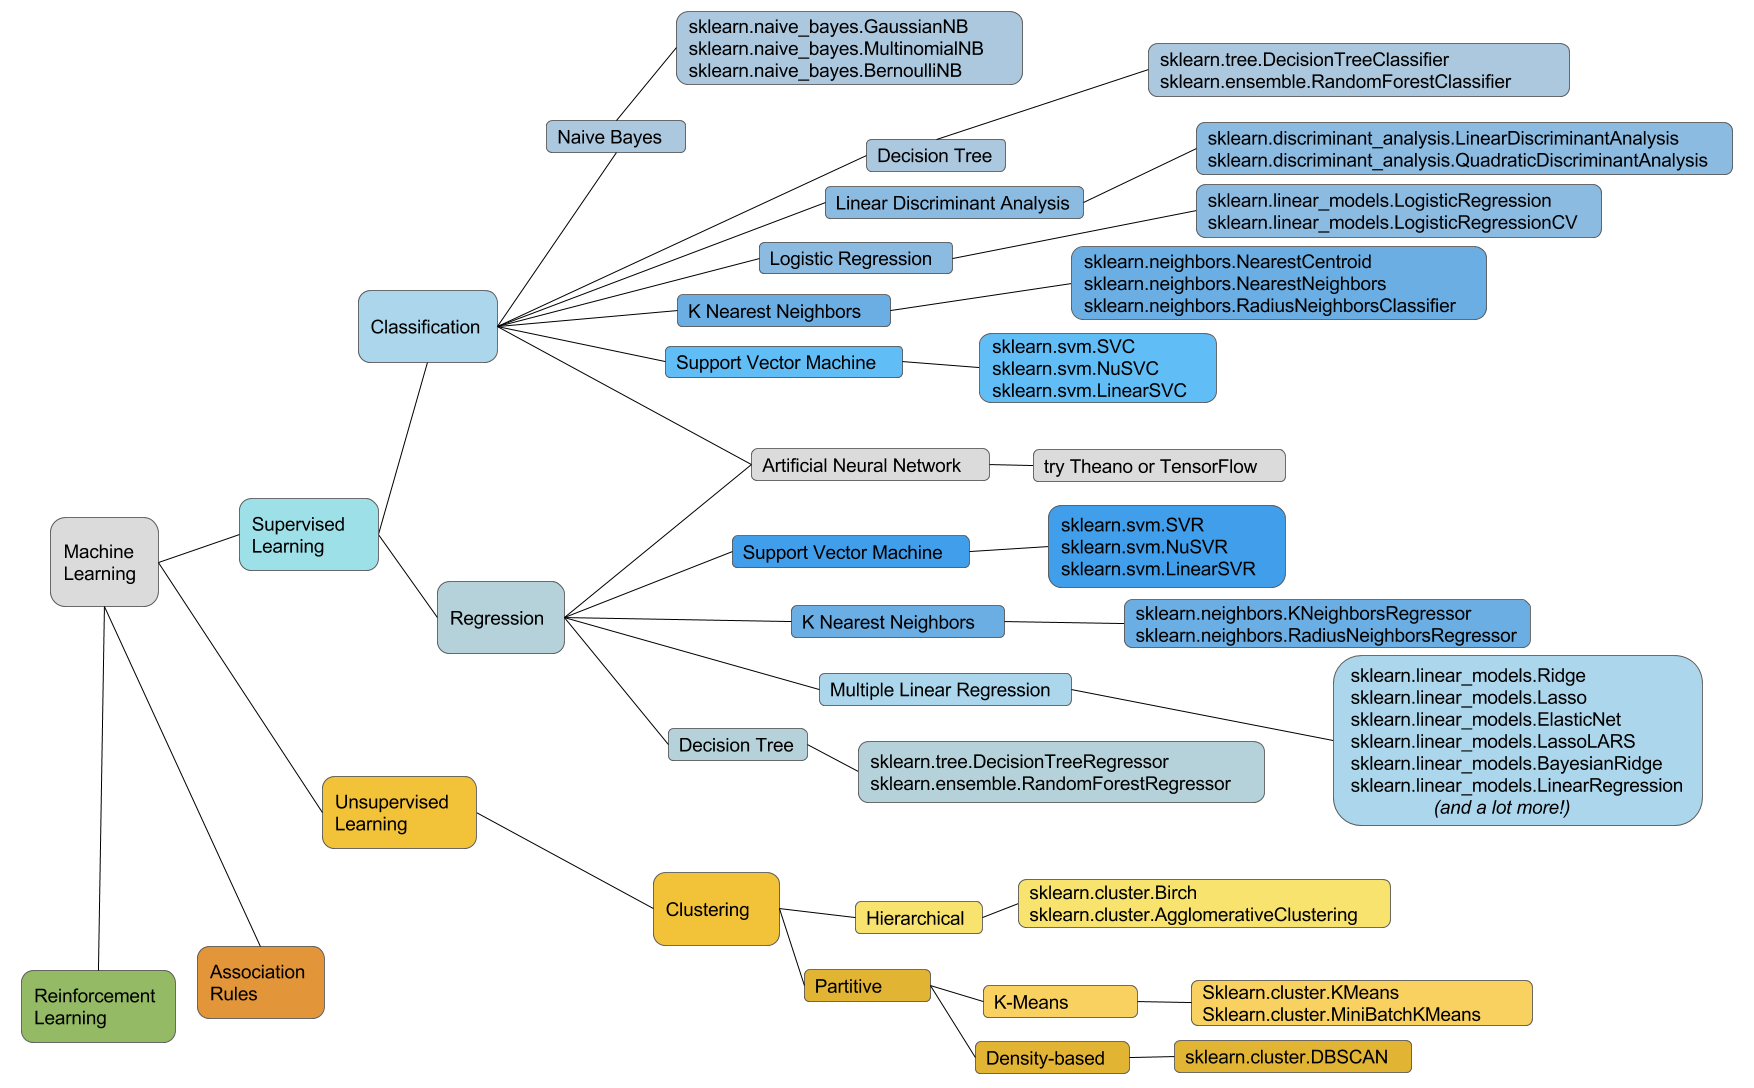 sklearn.naive_bayes.GaussianNB
sklearn.naive_bayes.MultinomialNB
sklearn.naive_bayes.BernoulliNB
sklearn.tree.DecisionTreeClassifier
sklearn.ensemble.RandomForestClassifier
Naive Bayes
Decision Tree
sklearn.discriminant_analysis.LinearDiscriminantAnalysis
sklearn.discriminant_analysis.QuadraticDiscriminantAnalysis
Linear Discriminant Analysis
sklearn.linear_models.LogisticRegression
sklearn.linear_models.LogisticRegressionCV
Logistic Regression
sklearn.neighbors.NearestCentroid
sklearn.neighbors.NearestNeighbors
sklearn.neighbors.RadiusNeighborsClassifier
K Nearest Neighbors
Classification
Support Vector Machine
sklearn.svm.SVC
sklearn.svm.NuSVC
sklearn.svm.LinearSVC
Artificial Neural Network
try Theano or TensorFlow
Supervised
Learning
Machine
Learning
Support Vector Machine
sklearn.svm.SVR
sklearn.svm.NuSVR
sklearn.svm.LinearSVR
Regression
K Nearest Neighbors
sklearn.neighbors.KNeighborsRegressor
sklearn.neighbors.RadiusNeighborsRegressor
Multiple Linear Regression
sklearn.linear_models.Ridge
sklearn.linear_models.Lasso
sklearn.linear_models.ElasticNet
sklearn.linear_models.LassoLARS
sklearn.linear_models.BayesianRidge
sklearn.linear_models.LinearRegression
(and a lot more!)
Decision Tree
sklearn.tree.DecisionTreeRegressor
sklearn.ensemble.RandomForestRegressor
Unsupervised
Learning
Clustering
Hierarchical
sklearn.cluster.Birch
sklearn.cluster.AgglomerativeClustering
Partitive
K-Means
Sklearn.cluster.KMeans
Sklearn.cluster.MiniBatchKMeans
Density-based
sklearn.cluster.DBSCAN
Association
Rules
Reinforcement
Learning